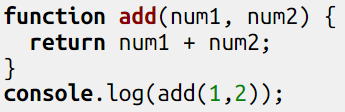 function add(num1, num2) {
  return num1 + num2;
}
console.log(add(1,2));